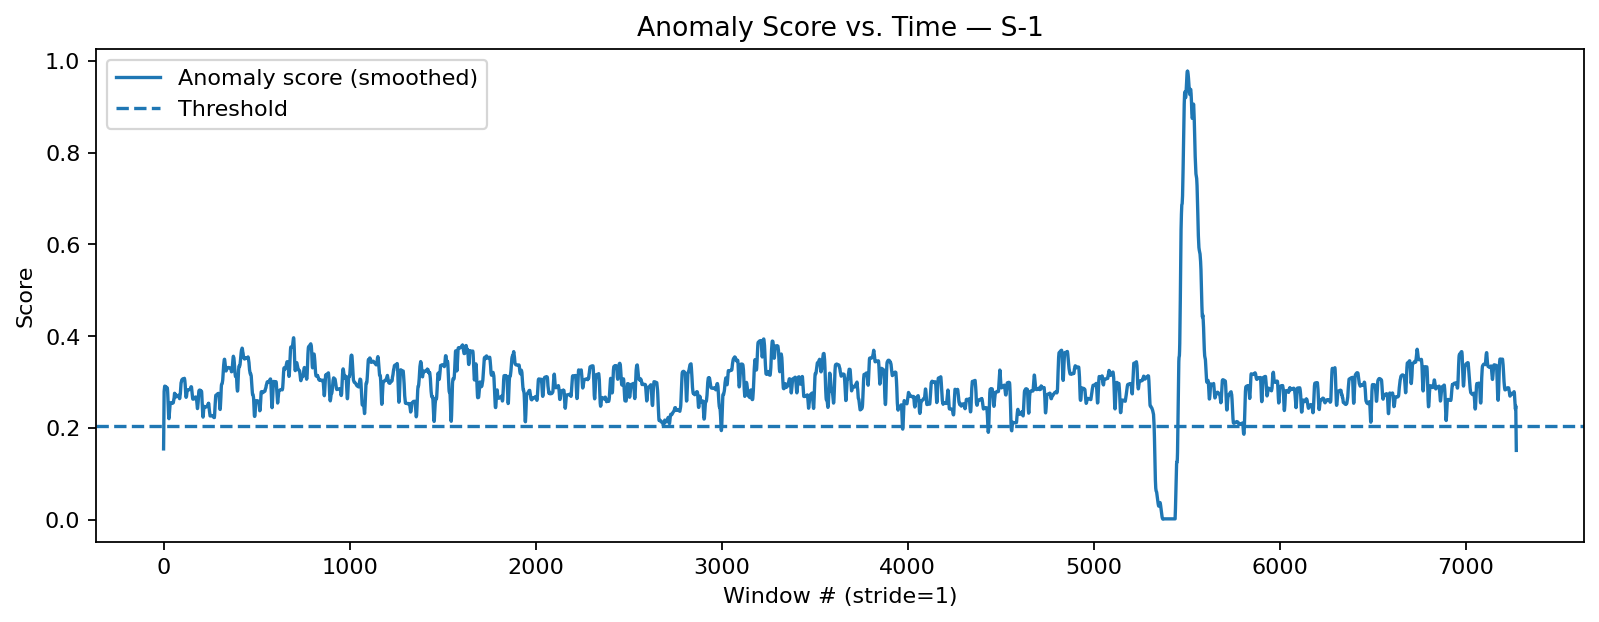 Anomaly Score vs. Time — S-1
Anomaly score (smoothed)
Threshold
Score
1.0
0.8
0.6
0.4
0.2
0.0
0 1000 2000 3000 4000 5000 6000 7000
Window # (stride=1)